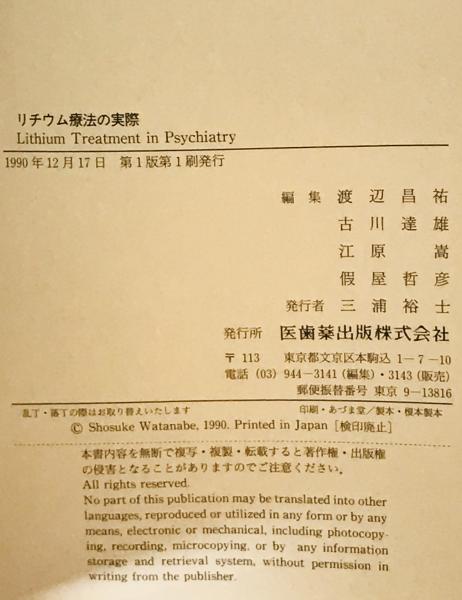 リチウム療法の実際
Lithium Treatment in Psychiatry
1990年12月17日 第1版第1刷発行
編集 渡辺昌祐
古川達雄
江原嵩
假屋哲彦
発行者 三浦裕士
発行所 医歯薬出版株式会社
〒113 東京都文京区本駒込1-7-10
電話 (03) 944-3141(編集)・3143(販売)
郵便振替番号 東京 9-13816
乱丁・落丁の際はお取り替えいたします 印刷・あづま堂/製本・榎本製本
© Shosuke Watanabe, 1990. Printed in Japan [検印廃止]
本書内容を無断で複写・複製・転載すると著作権・出版権
の侵害となることがありますのでご注意ください。
All rights reserved.
No part of this publication may be translated into other
languages, reproduced or utilized in any form or by any
means, electronic or mechanical, including photocopy-
ing, recording, microcopying, or by any information
storage and retrieval system, without permission in
writing from the publisher.